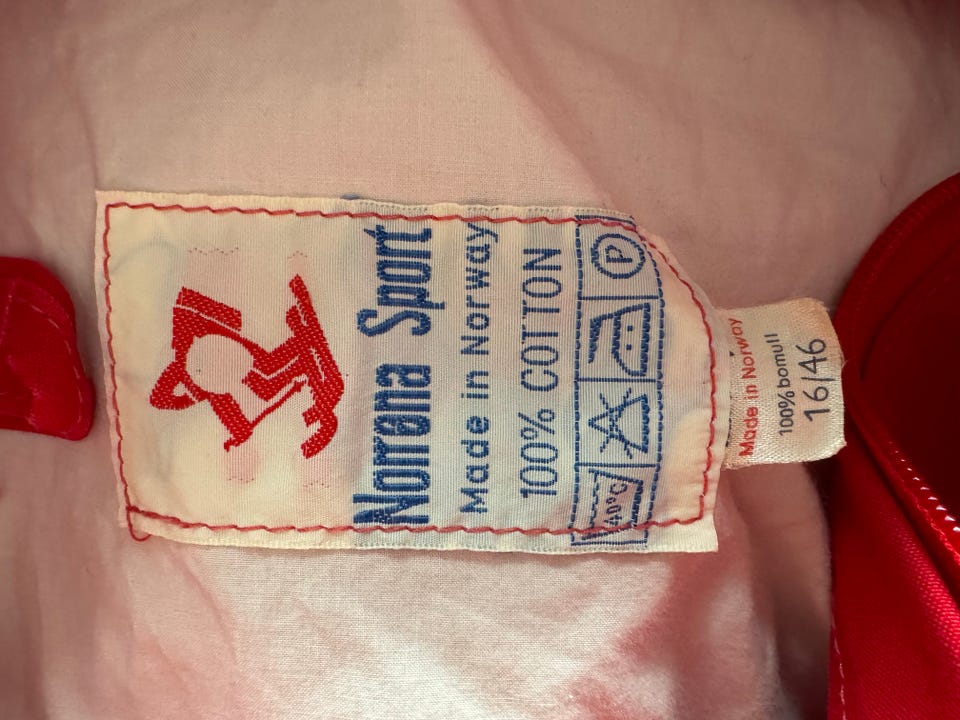 Norrøna Sport
Made in Norway
100% COTTON
40°C
P
Made in Norway
100% bomull
16/46